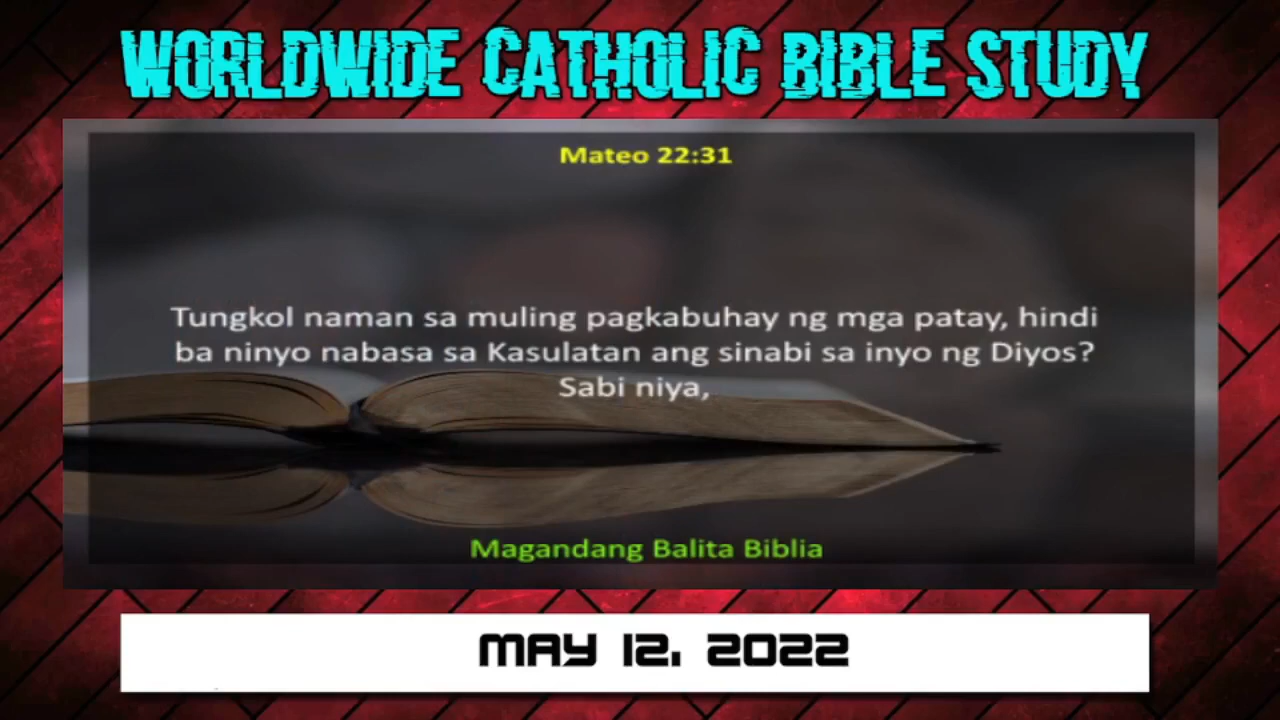 WORLDWIDE CATHOLIC BIBLE STUDY
Mateo 22:31
Tungkol naman sa muling pagkabuhay ng mga patay, hindi
ba ninyo nabasa sa Kasulatan ang sinabi sa inyo ng Diyos?
Sabi niya,
Magandang Balita Biblia
MAY 12, 2022